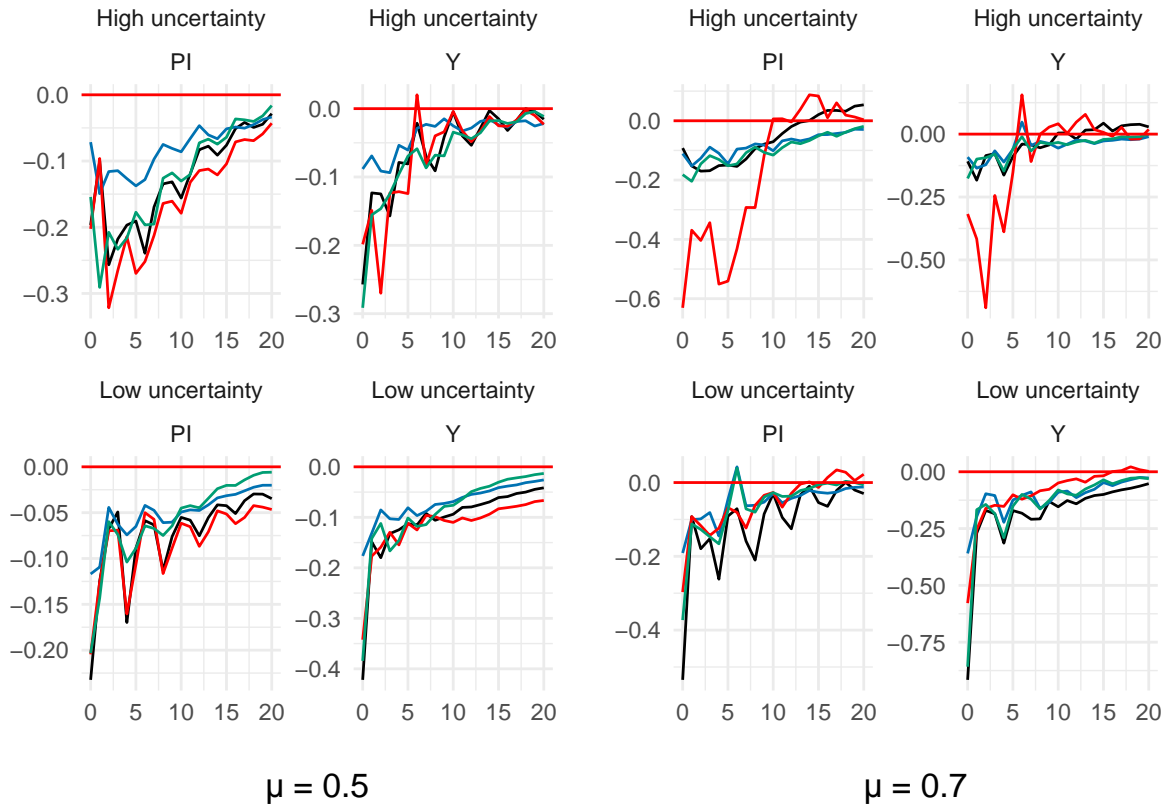 High uncertainty High uncertainty High uncertainty High uncertainty
PI Y PI Y
0.0 −0.1 −0.2 −0.3
0.0 −0.1 −0.2 −0.3
0.0 −0.2 −0.4 −0.6
0.00 −0.25 −0.50
0 5 10 15 20 0 5 10 15 20 0 5 10 15 20 0 5 10 15 20
Low uncertainty Low uncertainty Low uncertainty Low uncertainty
PI Y PI Y
0.00 −0.05 −0.10 −0.15 −0.20
0.0 −0.1 −0.2 −0.3 −0.4
0.0 −0.2 −0.4
0.00 −0.25 −0.50 −0.75
0 5 10 15 20 0 5 10 15 20 0 5 10 15 20 0 5 10 15 20
μ = 0.5 μ = 0.7